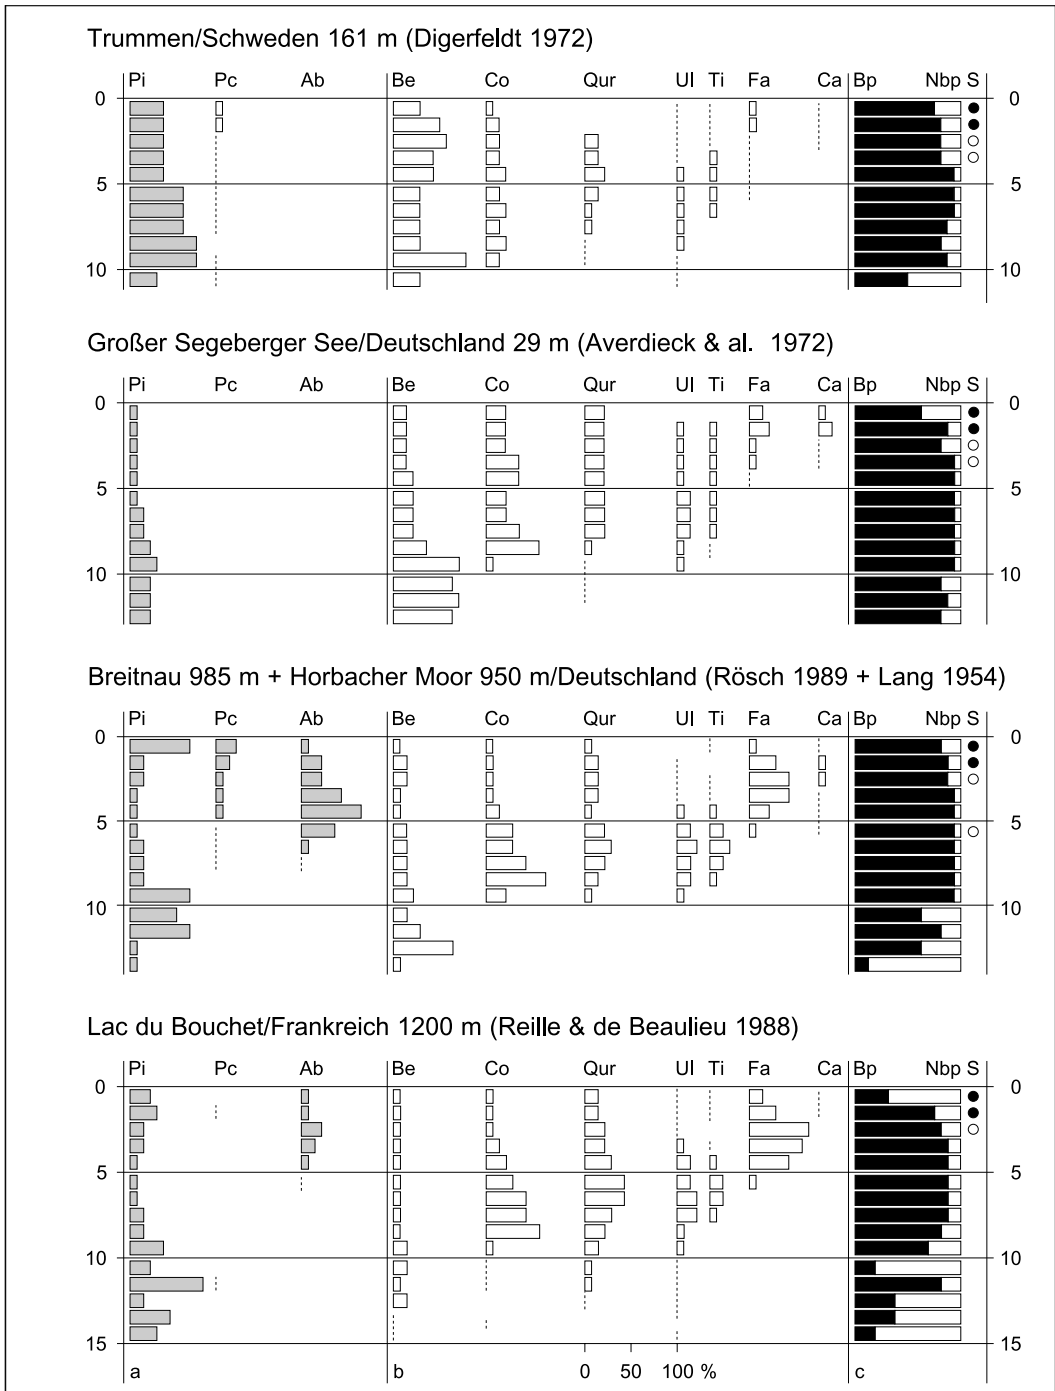 Trummen/Schweden 161 m (Digerfeldt 1972)
Pi Pc Ab Be Co Qur Ul Ti Fa Ca Bp Nbp S
0 0
5 5
10 10
Großer Segeberger See/Deutschland 29 m (Averdieck & al. 1972)
Pi Pc Ab Be Co Qur Ul Ti Fa Ca Bp Nbp S
0 0
5 5
10 10
Breitnau 985 m + Horbacher Moor 950 m/Deutschland (Rösch 1989 + Lang 1954)
Pi Pc Ab Be Co Qur Ul Ti Fa Ca Bp Nbp S
0 0
5 5
10 10
Lac du Bouchet/Frankreich 1200 m (Reille & de Beaulieu 1988)
Pi Pc Ab Be Co Qur Ul Ti Fa Ca Bp Nbp S
0 0
5 5
10 10
15 15
a b 0 50 100 % c